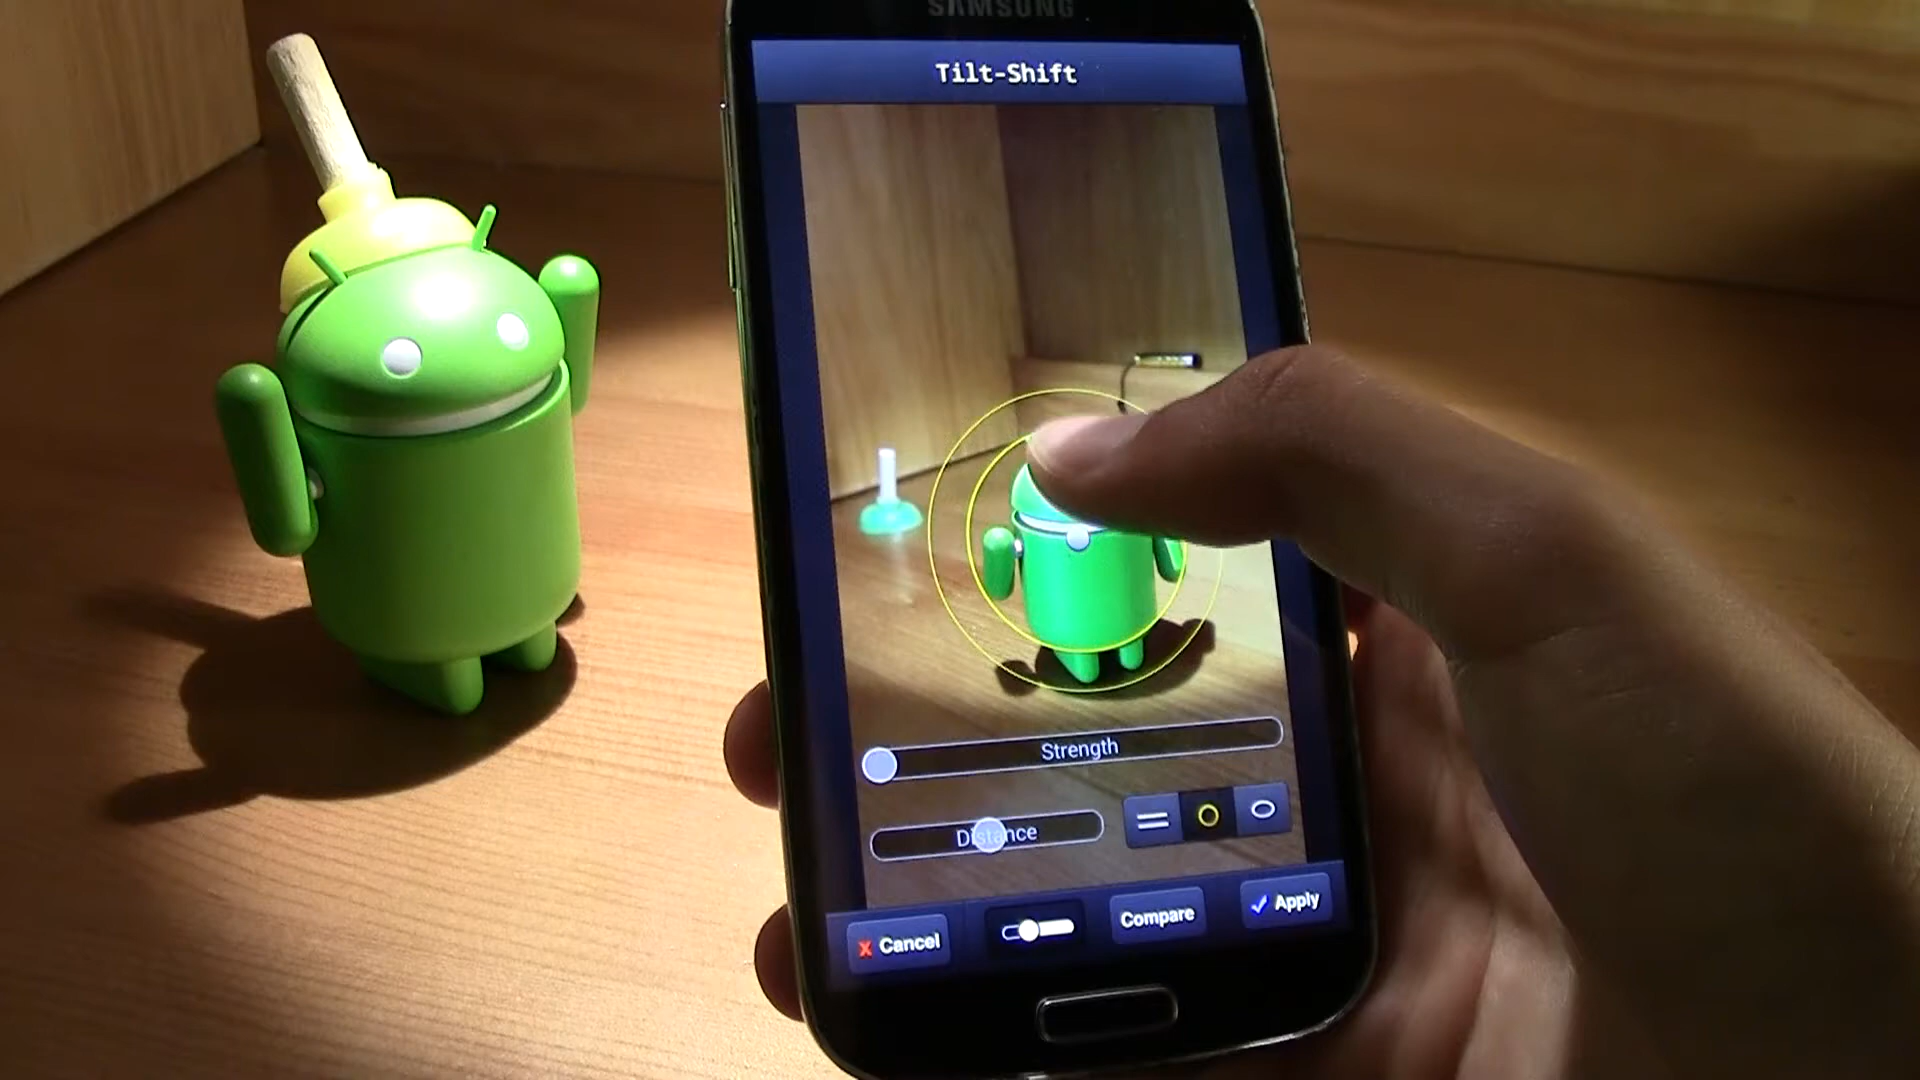 SAMSUNG
Tilt-Shift
Strength
Distance
Cancel
Compare
Apply